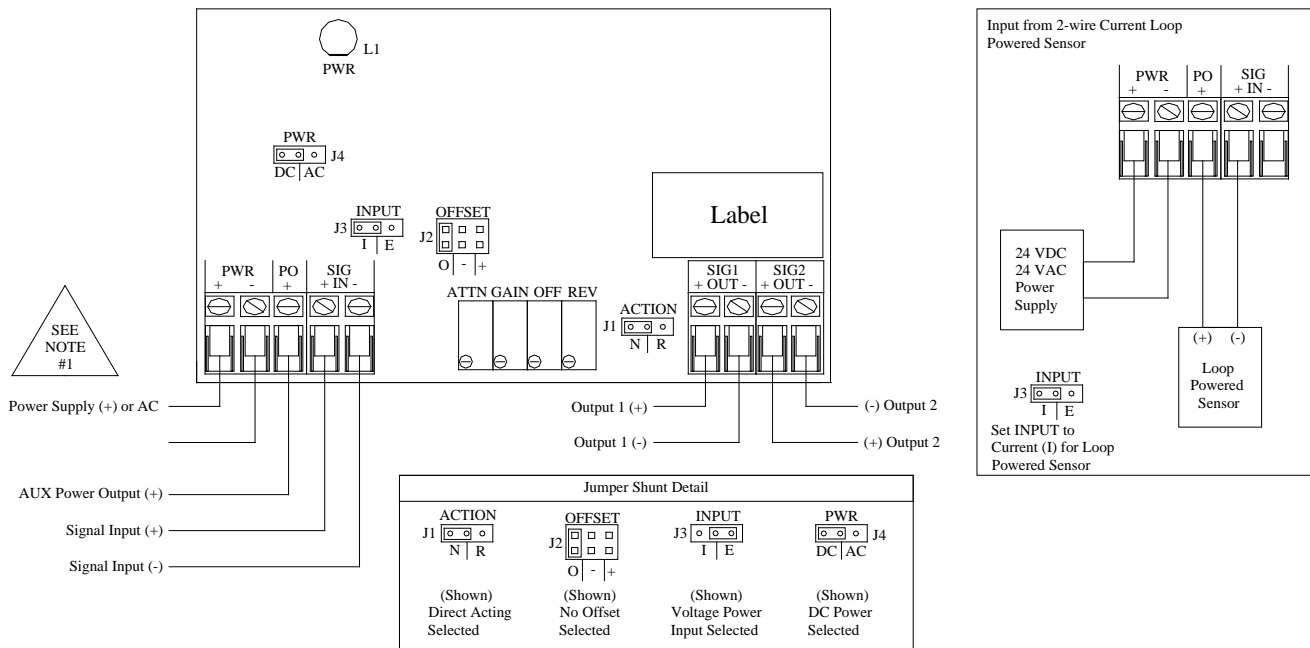 L1
PWR
PWR
J4
DC AC
INPUT
J3
I E
OFFSET
J2
O - +
Label
PWR
+ -
PO
+
SIG
+ IN -
ATTN GAIN OFF REV
ACTION
J1
N R
SIG1
+ OUT -
SIG2
+ OUT -
SEE
NOTE
#1
Power Supply (+) or AC
AUX Power Output (+)
Signal Input (+)
Signal Input (-)
Output 1 (+)
Output 1 (-)
(-) Output 2
(+) Output 2
Jumper Shunt Detail
ACTION
J1
N R
(Shown)
Direct Acting
Selected
OFFSET
J2
O - +
(Shown)
No Offset
Selected
INPUT
J3
I E
(Shown)
Voltage Power
Input Selected
PWR
J4
DC AC
(Shown)
DC Power
Selected
Input from 2-wire Current Loop
Powered Sensor
PWR
+ -
PO
+
SIG
+ IN -
24 VDC
24 VAC
Power
Supply
(+) (-)
Loop
Powered
Sensor
INPUT
J3
I E
Set INPUT to
Current (I) for Loop
Powered Sensor